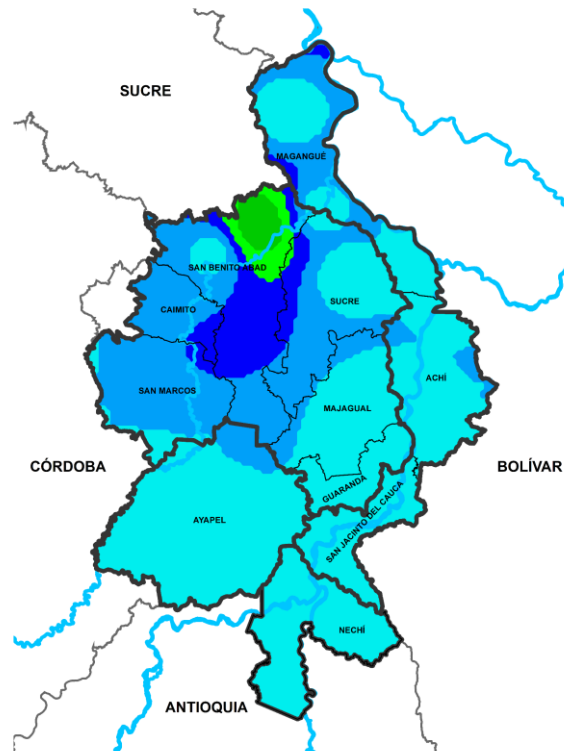 SUCRE
MAGANGUÉ
SAN BENITO ABAD
SUCRE
CAIMITO
ACHÍ
SAN MARCOS
MAJAGUAL
CÓRDOBA
BOLÍVAR
GUARANDA
AYAPEL
SAN JACINTO DEL CAUCA
NECHÍ
ANTIOQUIA